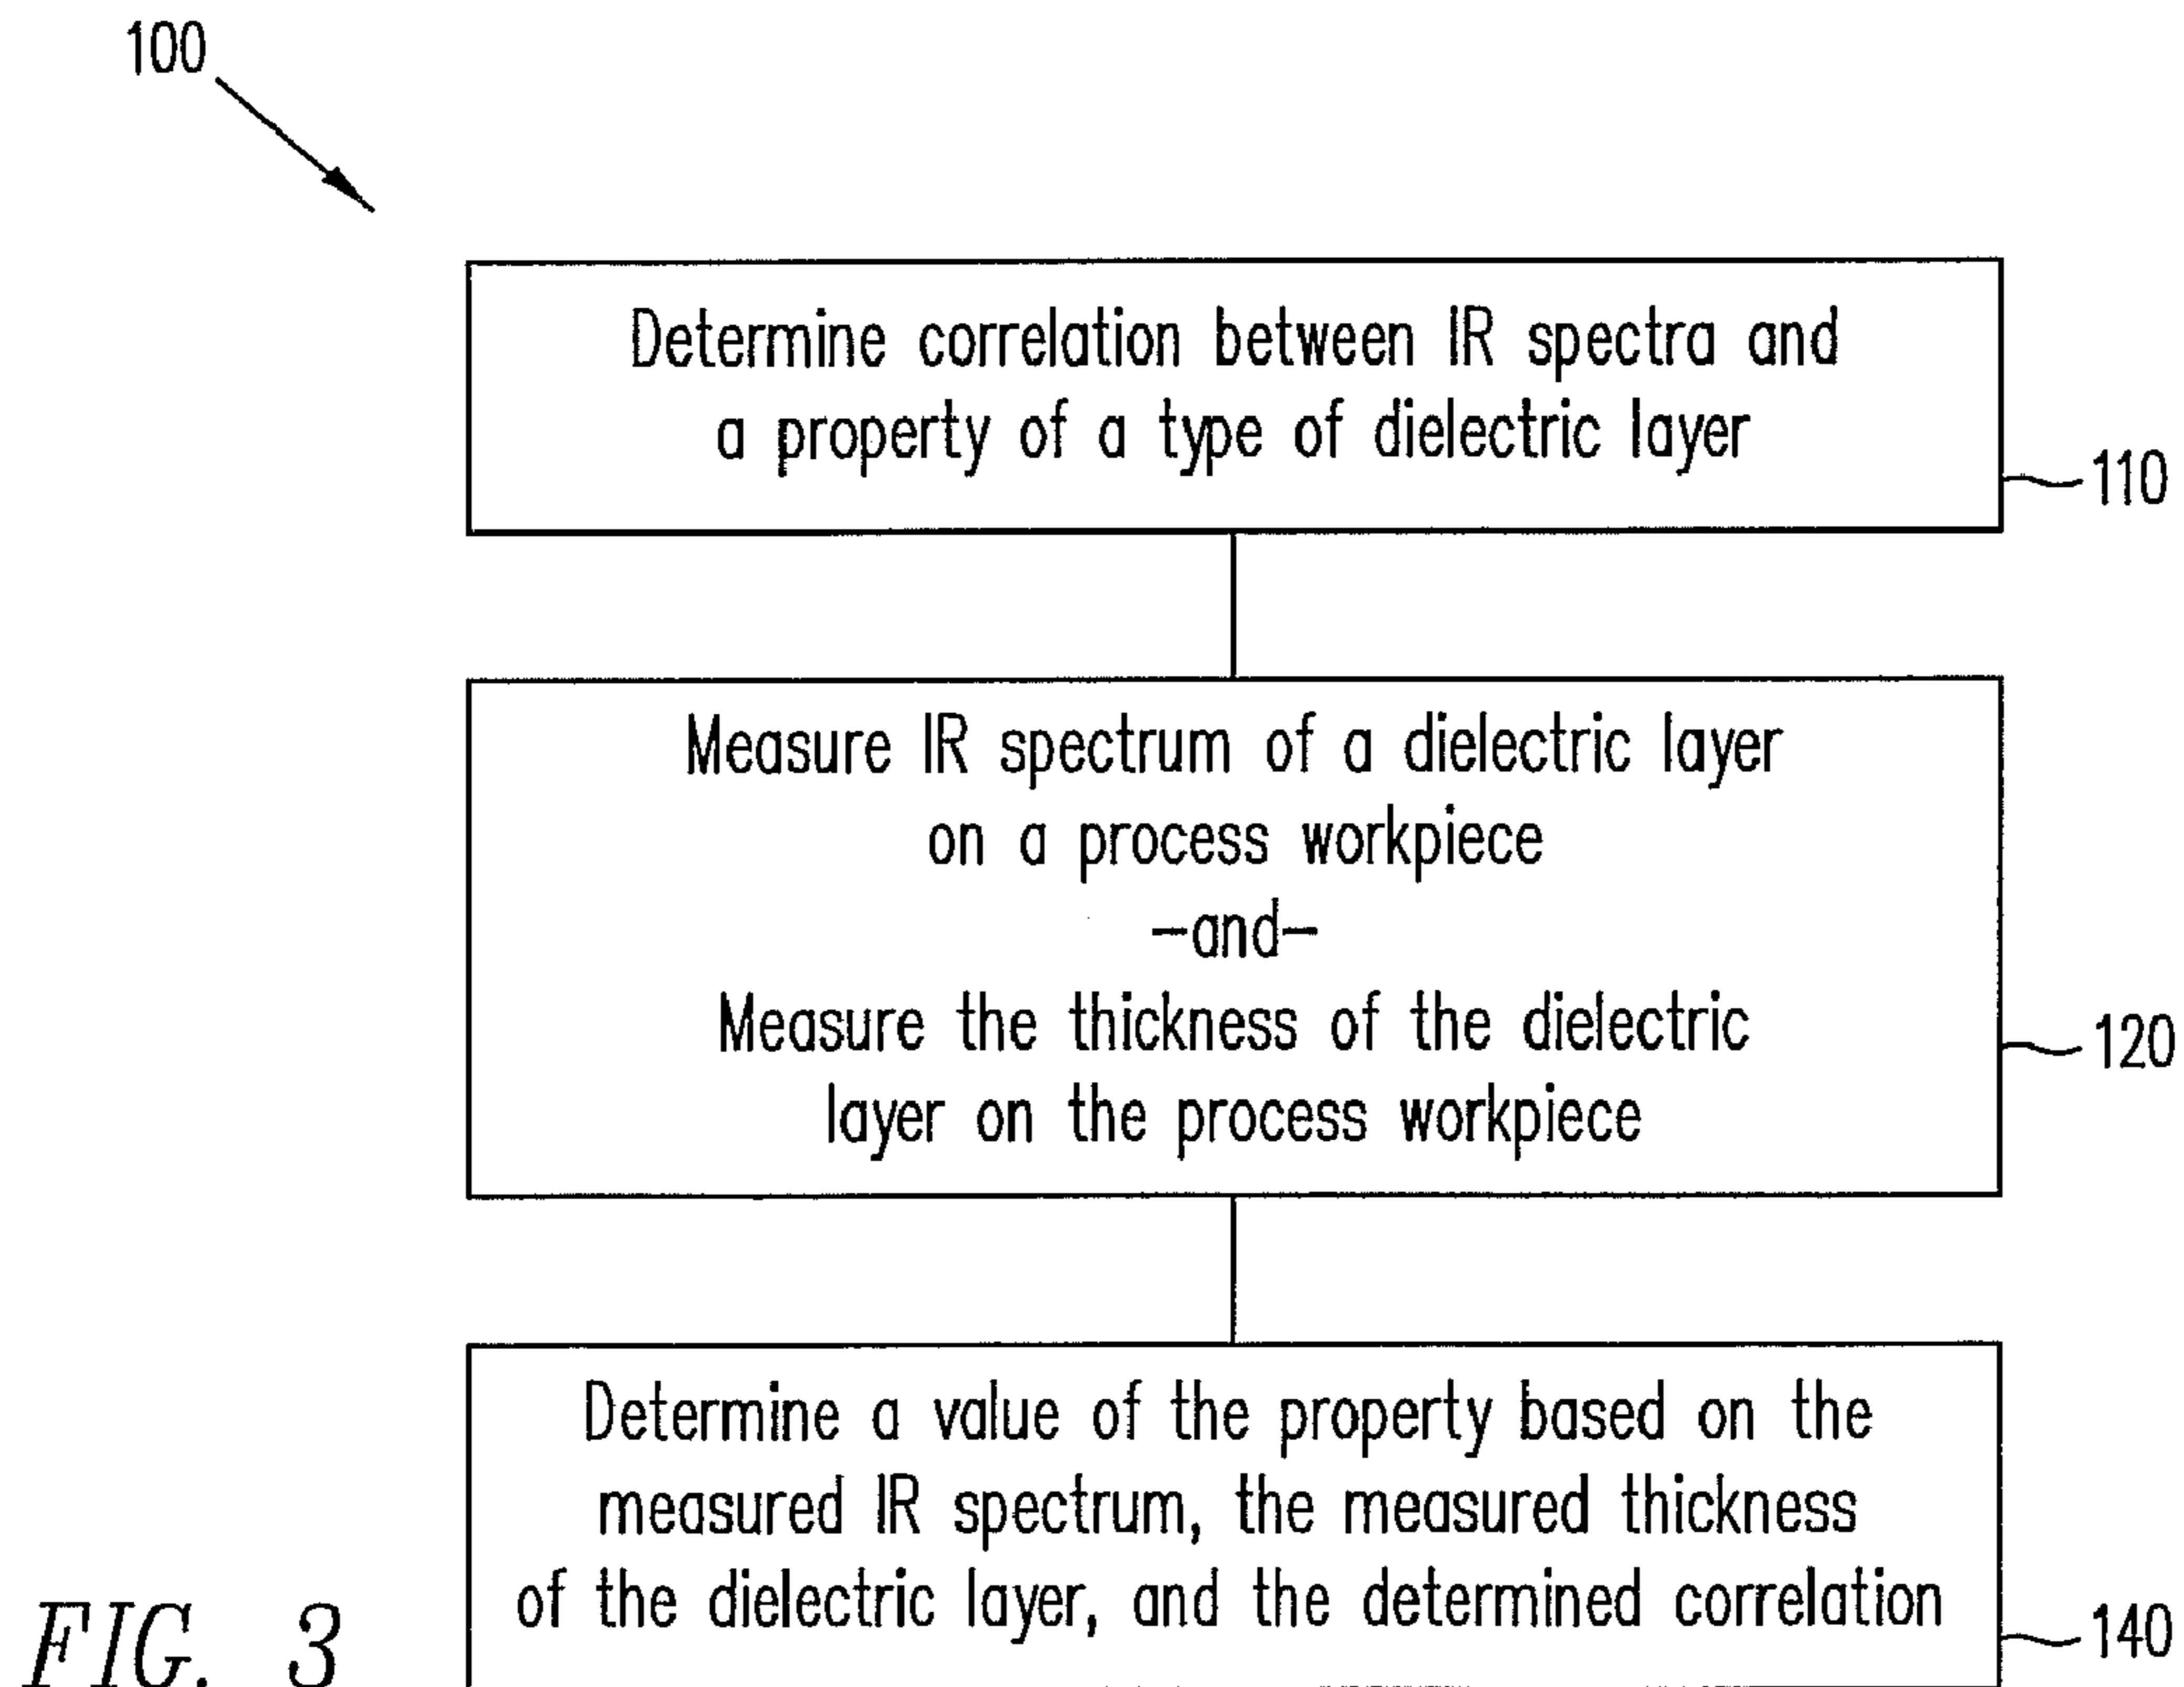 100
Determine correlation between IR spectra and
a property of a type of dielectric layer
110
Measure IR spectrum of a dielectric layer
on a process workpiece
-and-
Measure the thickness of the dielectric
layer on the process workpiece
120
Determine a value of the property based on the
measured IR spectrum, the measured thickness
of the dielectric layer, and the determined correlation
140
FIG. 3